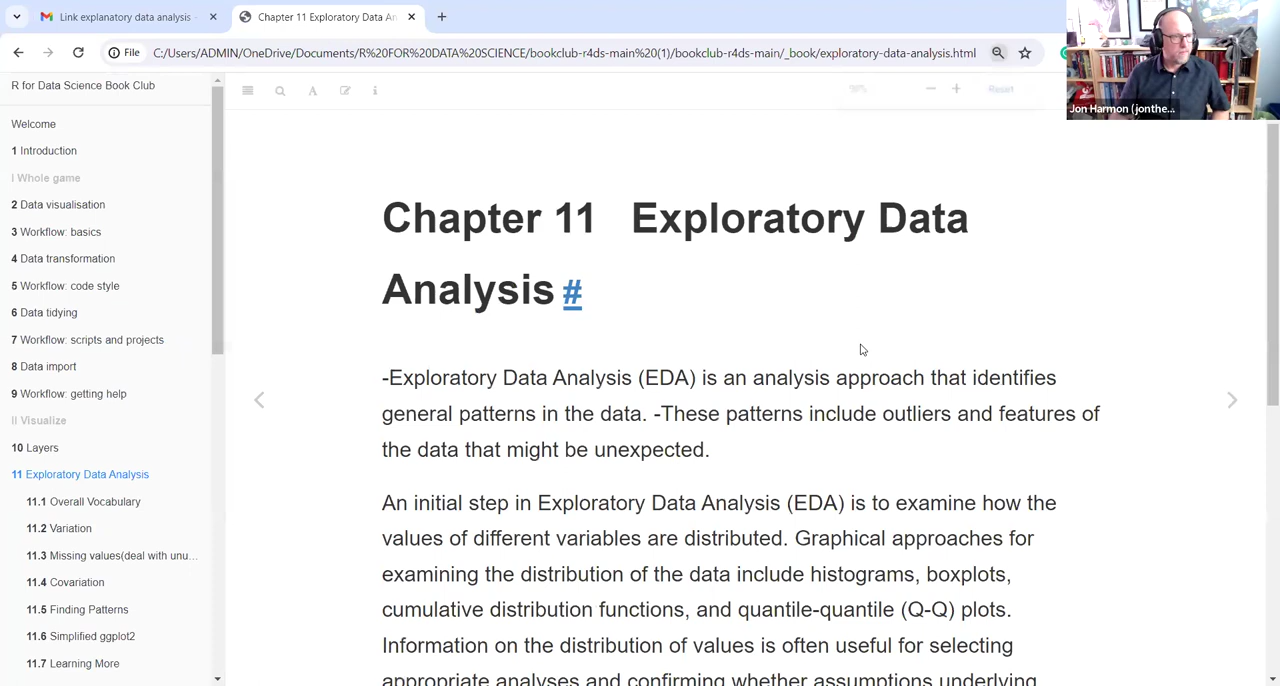 Link explanatory data analysis
Chapter 11 Exploratory Data An
File
C:/Users/ADMIN/OneDrive/Documents/R%20FOR%20DATA%20SCIENCE/bookclub-r4ds-main%20(1)/bookclub-r4ds-main/_book/exploratory-data-analysis.html
Jon Harmon (jonthe...
R for Data Science Book Club
Reset
Welcome
1 Introduction
I Whole game
2 Data visualisation
3 Workflow: basics
4 Data transformation
5 Workflow: code style
6 Data tidying
7 Workflow: scripts and projects
8 Data import
9 Workflow: getting help
II Visualize
10 Layers
11 Exploratory Data Analysis
11.1 Overall Vocabulary
11.2 Variation
11.3 Missing values(deal with unu...
11.4 Covariation
11.5 Finding Patterns
11.6 Simplified ggplot2
11.7 Learning More
Chapter 11 Exploratory Data
Analysis #
-Exploratory Data Analysis (EDA) is an analysis approach that identifies
general patterns in the data. -These patterns include outliers and features of
the data that might be unexpected.
An initial step in Exploratory Data Analysis (EDA) is to examine how the
values of different variables are distributed. Graphical approaches for
examining the distribution of the data include histograms, boxplots,
cumulative distribution functions, and quantile-quantile (Q-Q) plots.
Information on the distribution of values is often useful for selecting
appropriate analyses and confirming whether assumptions underlying